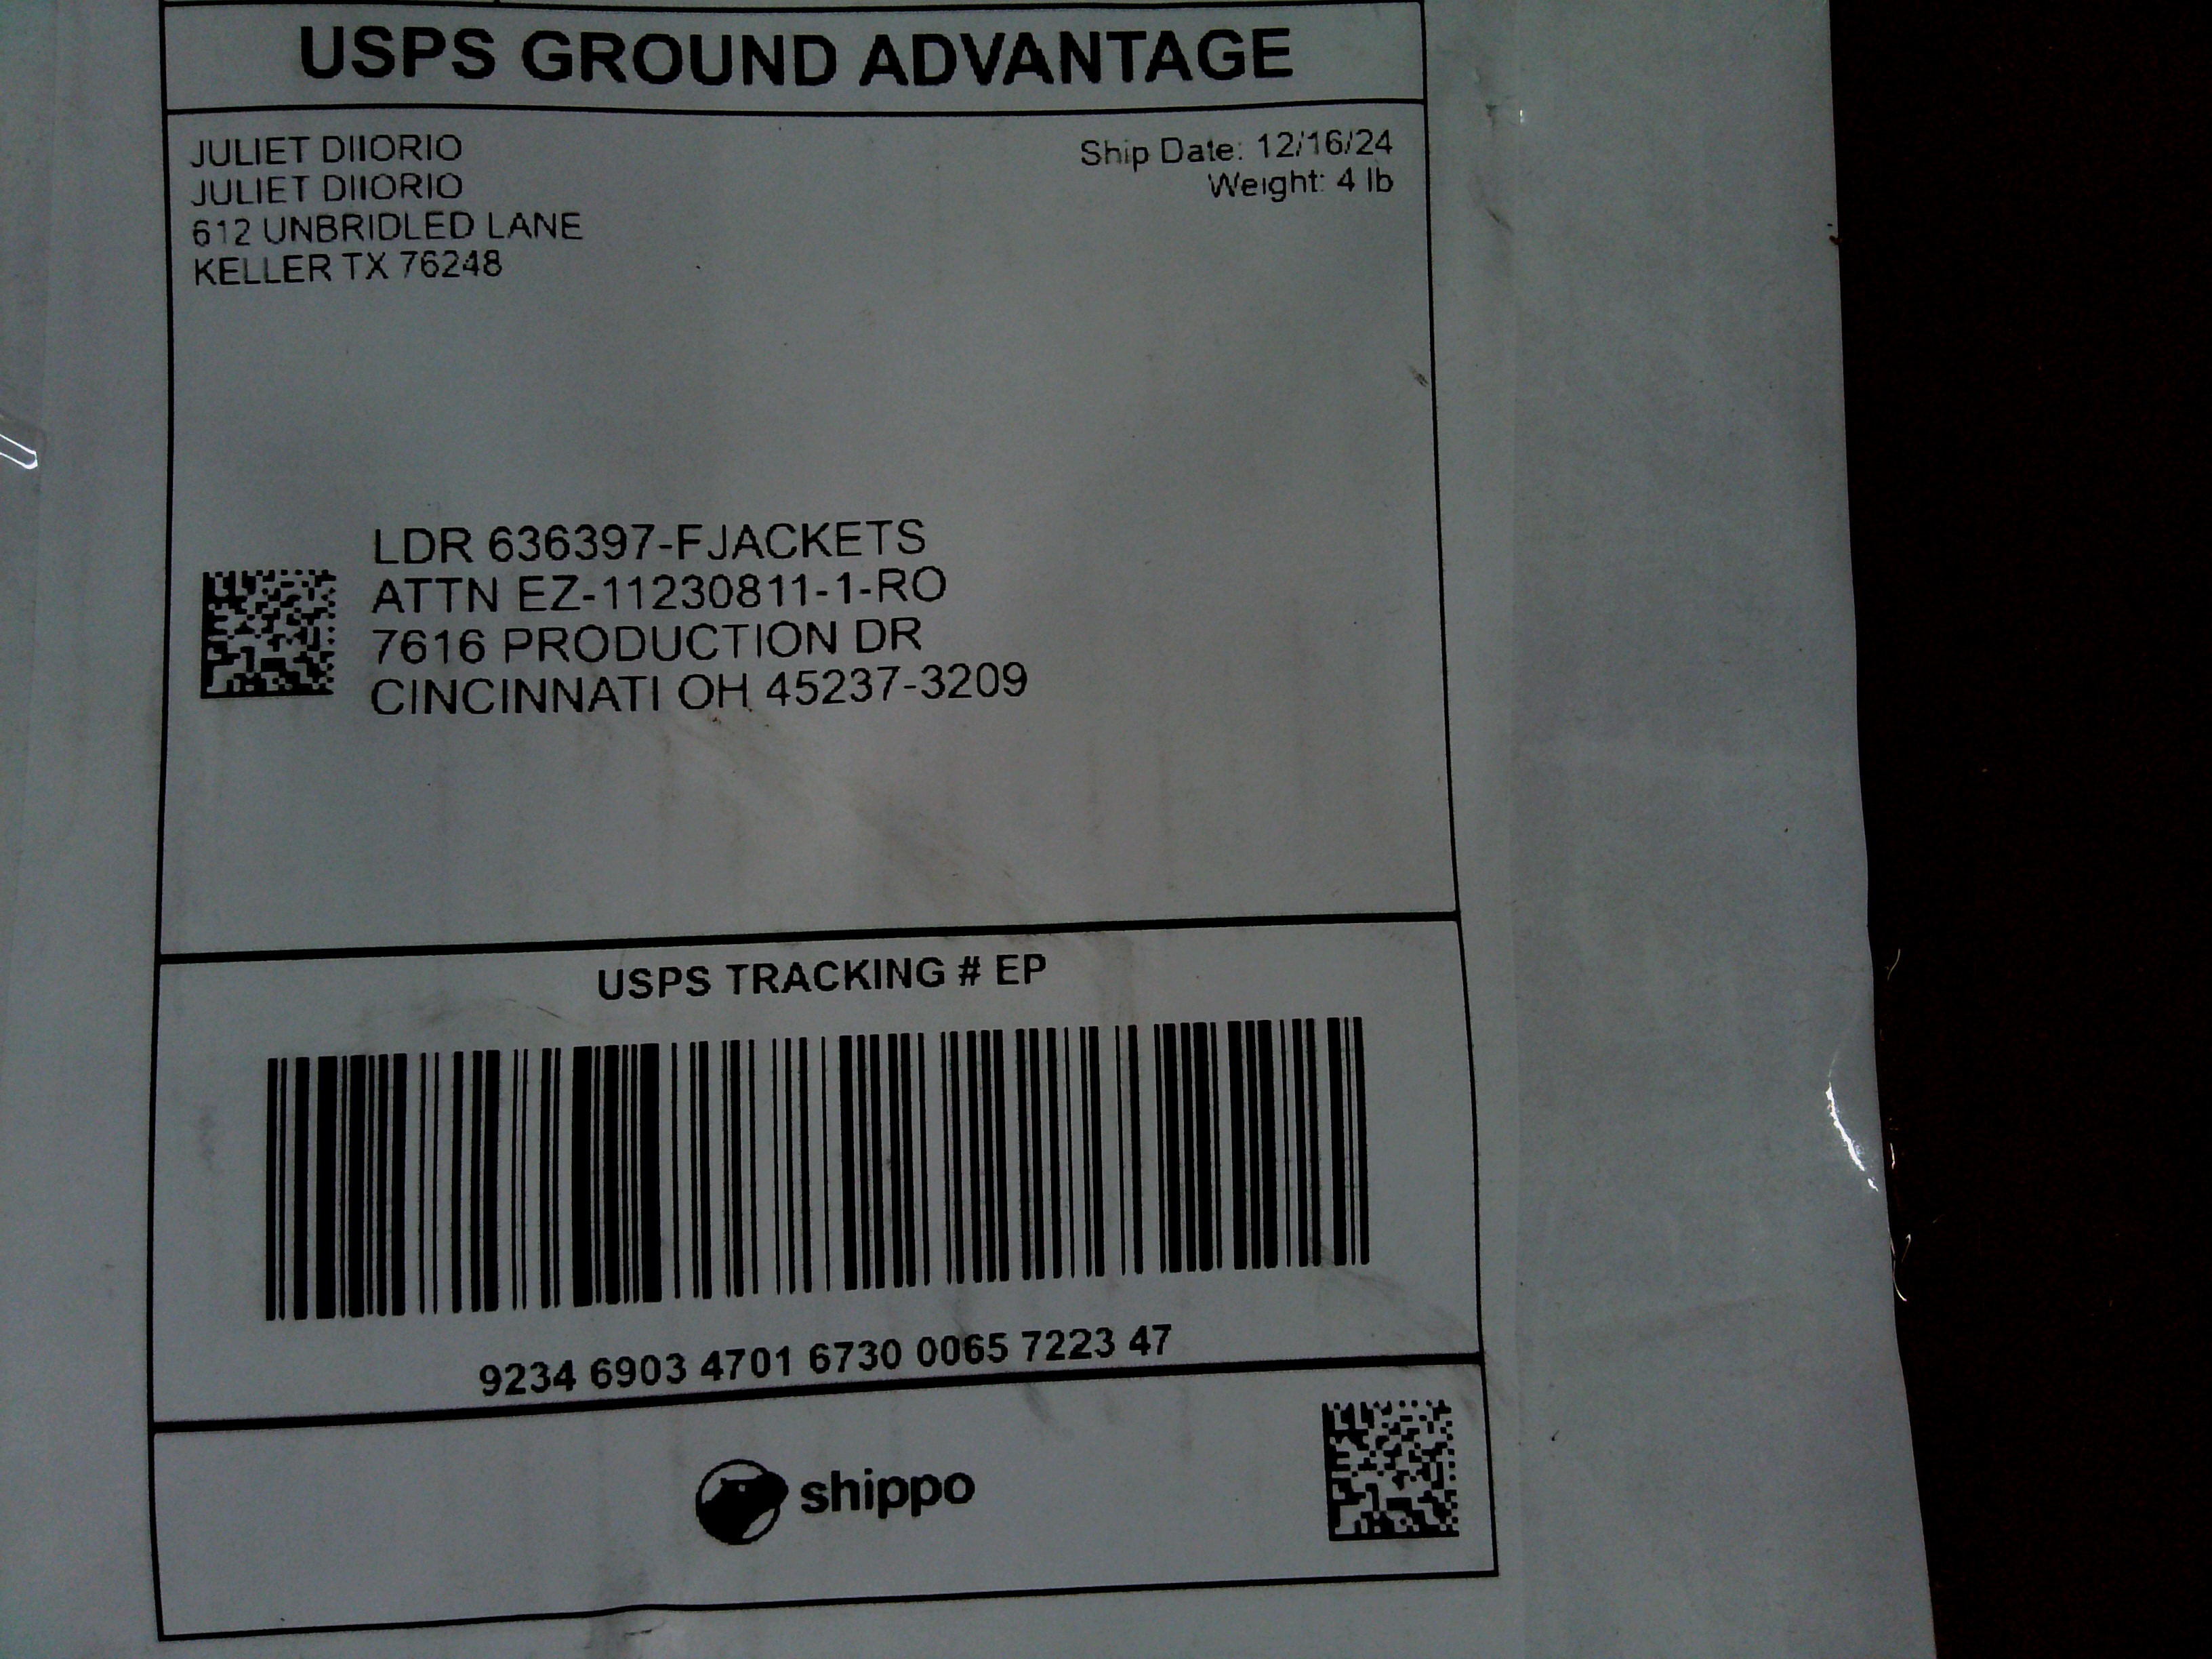 USPS GROUND ADVANTAGE
JULIET DIIORIO
JULIET DIIORIO
612 UNBRIDLED LANE
KELLER TX 76248
Ship Date: 12/16/24
Weight: 4 lb
LDR 636397-FJACKETS
ATTN EZ-11230811-1-RO
7616 PRODUCTION DR
CINCINNATI OH 45237-3209
USPS TRACKING # EP
9234 6903 4701 6730 0065 7223 47
shippo